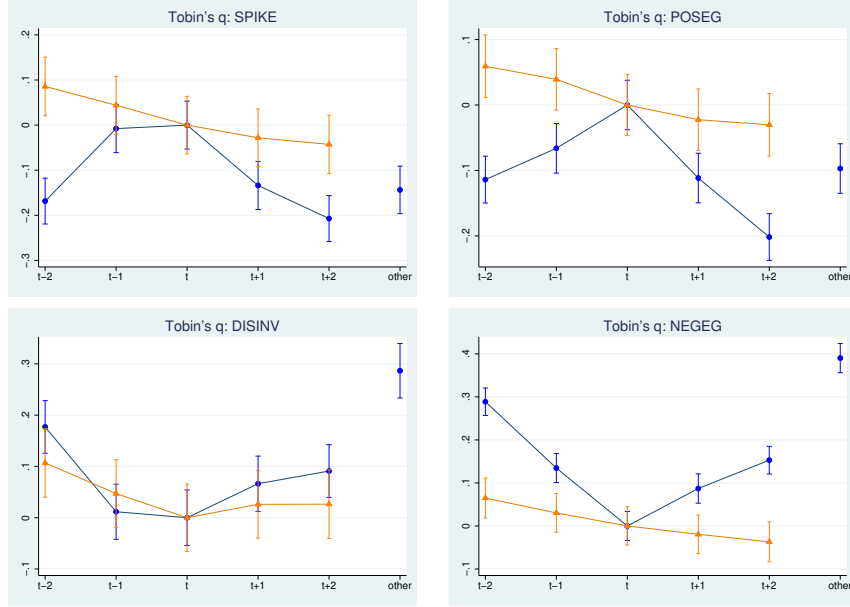 Tobin's q: SPIKE
.2
.1
0
−.1
−.2
−.3
t−2 t−1 t t+1 t+2 other
Tobin's q: POSEG
.1
0
−.1
−.2
t−2 t−1 t t+1 t+2 other
Tobin's q: DISINV
.3
.2
.1
0
−.1
t−2 t−1 t t+1 t+2 other
Tobin's q: NEGEG
.4
.3
.2
.1
0
−.1
t−2 t−1 t t+1 t+2 other